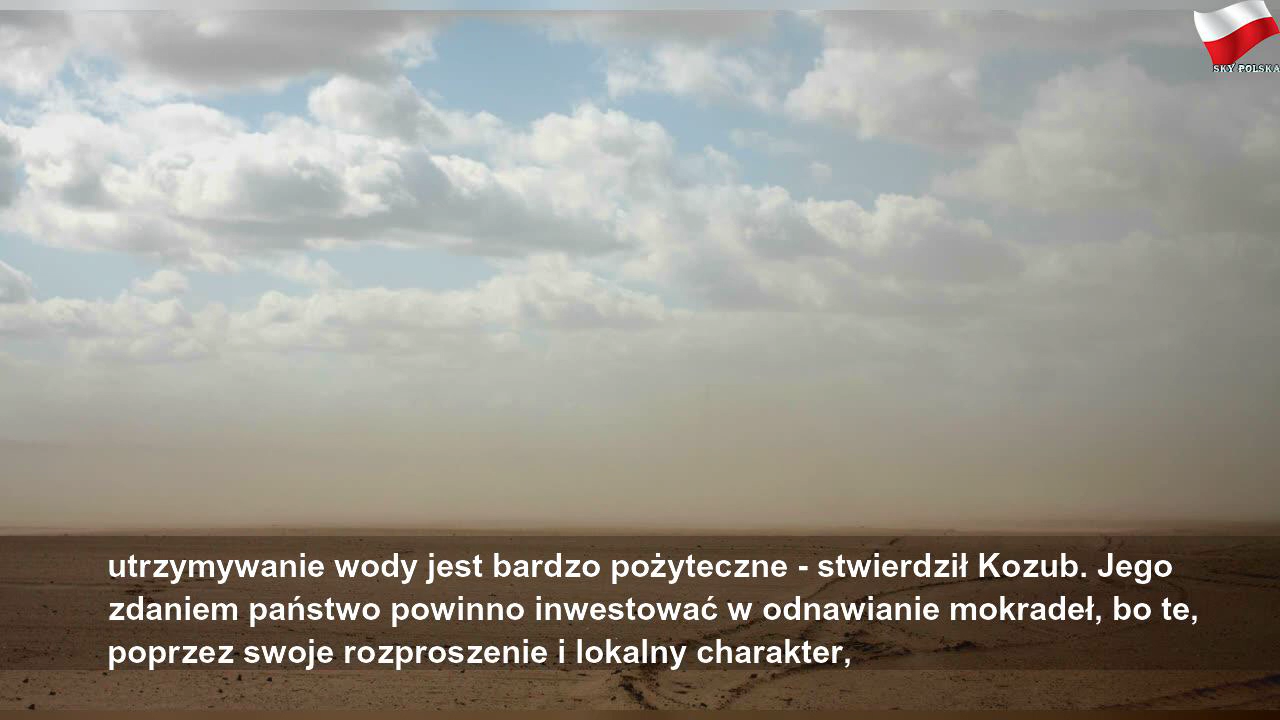 SKY POLSKA
utrzymywanie wody jest bardzo pożyteczne - stwierdził Kozub. Jego
zdaniem państwo powinno inwestować w odnawianie mokradeł, bo te,
poprzez swoje rozproszenie i lokalny charakter,